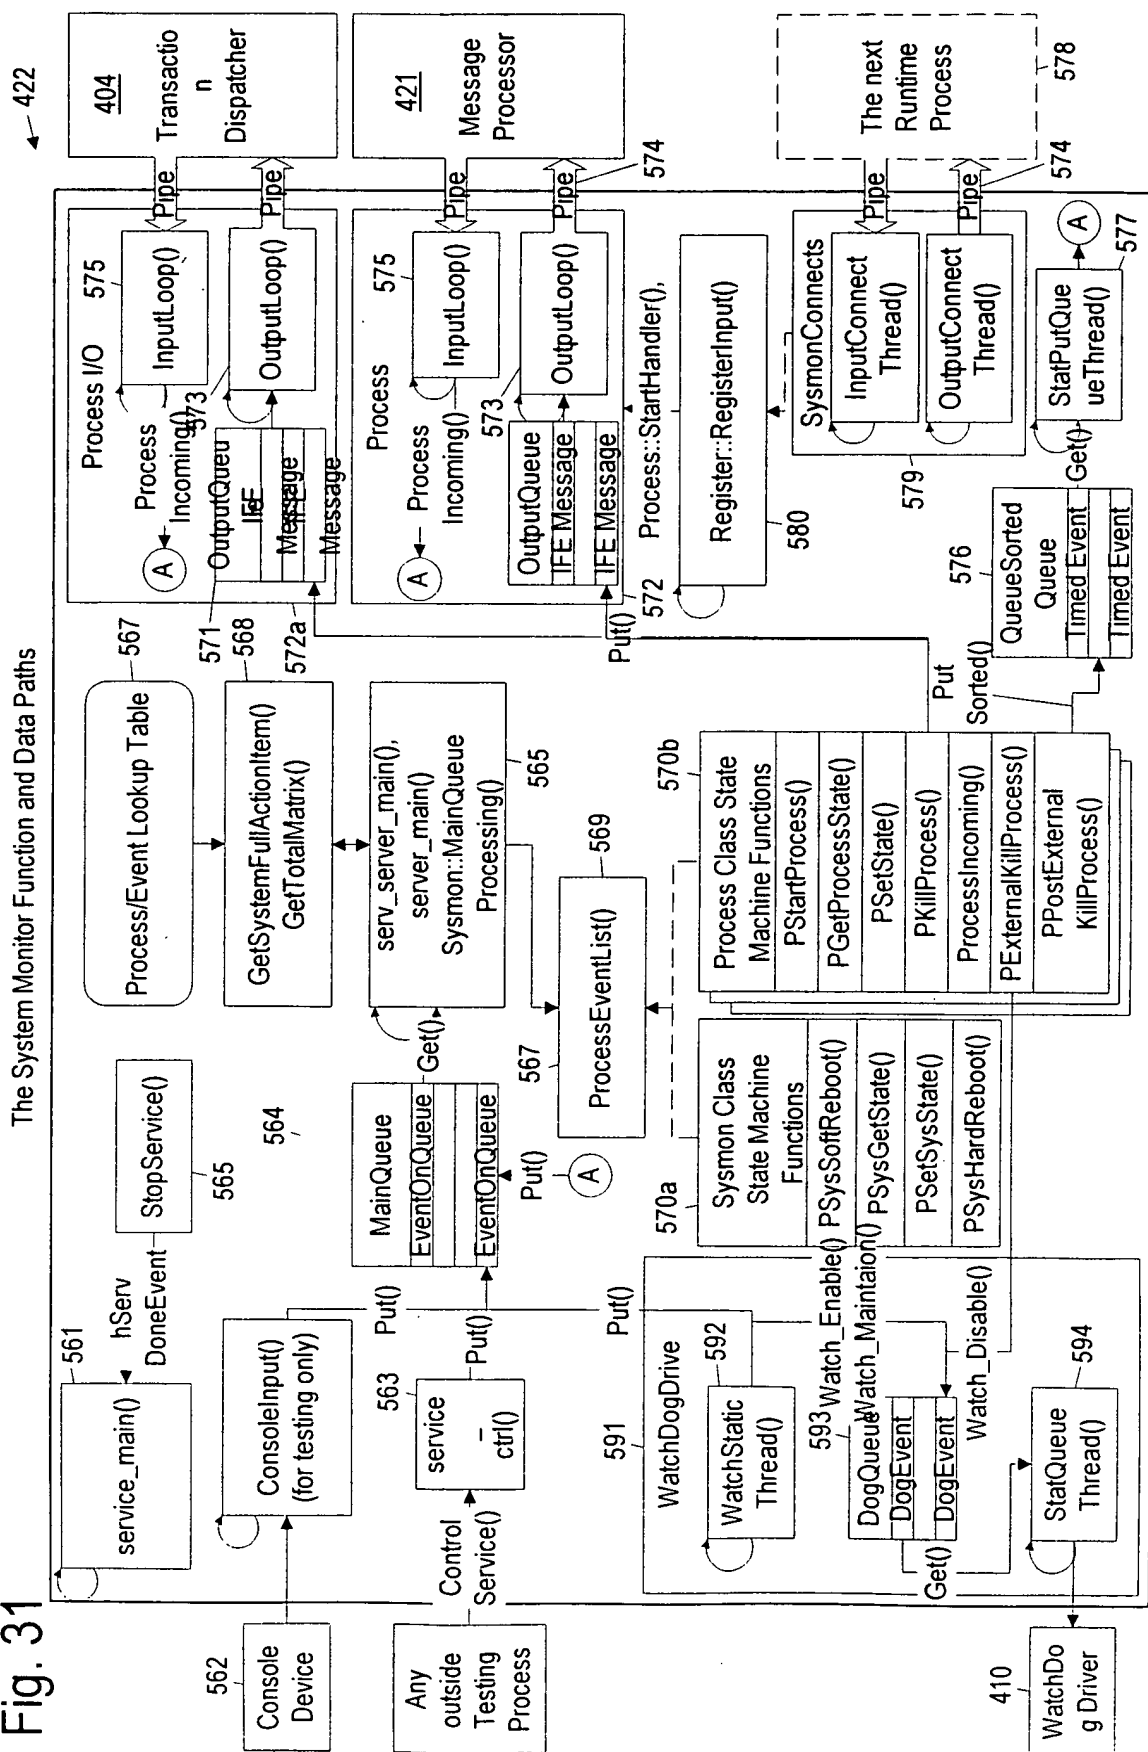 Fig. 31
The System Monitor Function and Data Paths
422
562
Console
Device
Any
outside
Testing
Process
410
WatchDo
g Driver
561
service_main()
hServ
DoneEvent
StopService()
565
ConsoleInput()
(for testing only)
Control
Service()
563
service
_
ctrl()
Put()
Put()
Put()
564
MainQueue
EventOnQueue
EventOnQueue
Put()
A
Get()
Process/Event Lookup Table
567
GetSystemFullActionItem()
GetTotalMatrix()
568
serv_server_main(),
server_main()
Sysmon::MainQueue
Processing()
565
567
ProcessEventList()
569
570a
Sysmon Class
State Machine
Functions
PSysSoftReboot()
PSysGetState()
PSetSysState()
PSysHardReboot()
570b
Process Class State
Machine Functions
PStartProcess()
PGetProcessState()
PSetState()
PKillProcess()
ProcessIncoming()
PExternalKillProcess()
PPostExternal
KillProcess()
591
WatchDogDrive
592
WatchStatic
Thread()
593
Watch_Enable()
Watch_Maintaion()
Watch_Disable()
DogQueue
DogEvent
DogEvent
Get()
594
StatQueue
Thread()
Process I/O
575
InputLoop()
573
OutputLoop()
Process
Incoming()
A
OutputQueu
e
IFE
Message
Message
571
572a
Pipe
Pipe
404
Transactio
n
Dispatcher
Process
575
InputLoop()
573
OutputLoop()
Process
Incoming()
A
OutputQueue
IFE Message
IFE Message
572
Pipe
Pipe
574
421
Message
Processor
Put()
Process::StartHandler(),
Register::RegisterInput()
580
SysmonConnects
InputConnect
Thread()
OutputConnect
Thread()
579
Pipe
Pipe
574
The next
Runtime
Process
578
Put
Sorted()
576
QueueSorted
Queue
Timed Event
Timed Event
Get()
StatPutQue
ueThread()
577
A